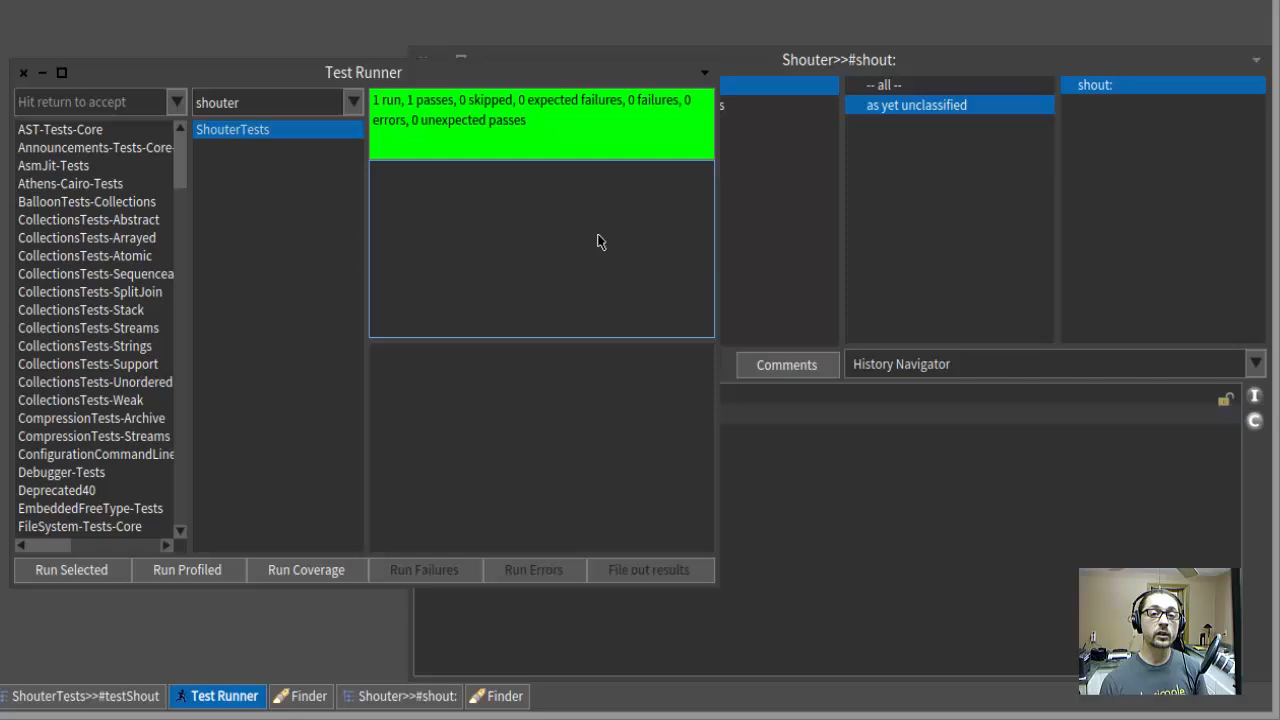 Shouter>>#shout:
Test Runner
Hit return to accept
shouter
1 run, 1 passes, 0 skipped, 0 expected failures, 0 failures, 0
errors, 0 unexpected passes
AST-Tests-Core
Announcements-Tests-Core-
AsmJit-Tests
Athens-Cairo-Tests
BalloonTests-Collections
CollectionsTests-Abstract
CollectionsTests-Arrayed
CollectionsTests-Atomic
CollectionsTests-Sequencea
CollectionsTests-SplitJoin
CollectionsTests-Stack
CollectionsTests-Streams
CollectionsTests-Strings
CollectionsTests-Support
CollectionsTests-Unordered
CollectionsTests-Weak
CompressionTests-Archive
CompressionTests-Streams
ConfigurationCommandLine
Debugger-Tests
Deprecated40
EmbeddedFreeType-Tests
FileSystem-Tests-Core
ShouterTests
s
-- all --
as yet unclassified
shout:
Comments
History Navigator
I
C
Run Selected
Run Profiled
Run Coverage
Run Failures
Run Errors
File out results
ShouterTests>>#testShout
Test Runner
Finder
Shouter>>#shout:
Finder